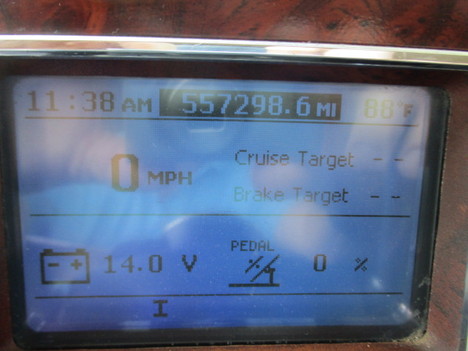 11:38 AM 557298.6 MI 88°F
0 MPH
Cruise Target - -
Brake Target - -
PEDAL
- + 14.0 V 0 %
I